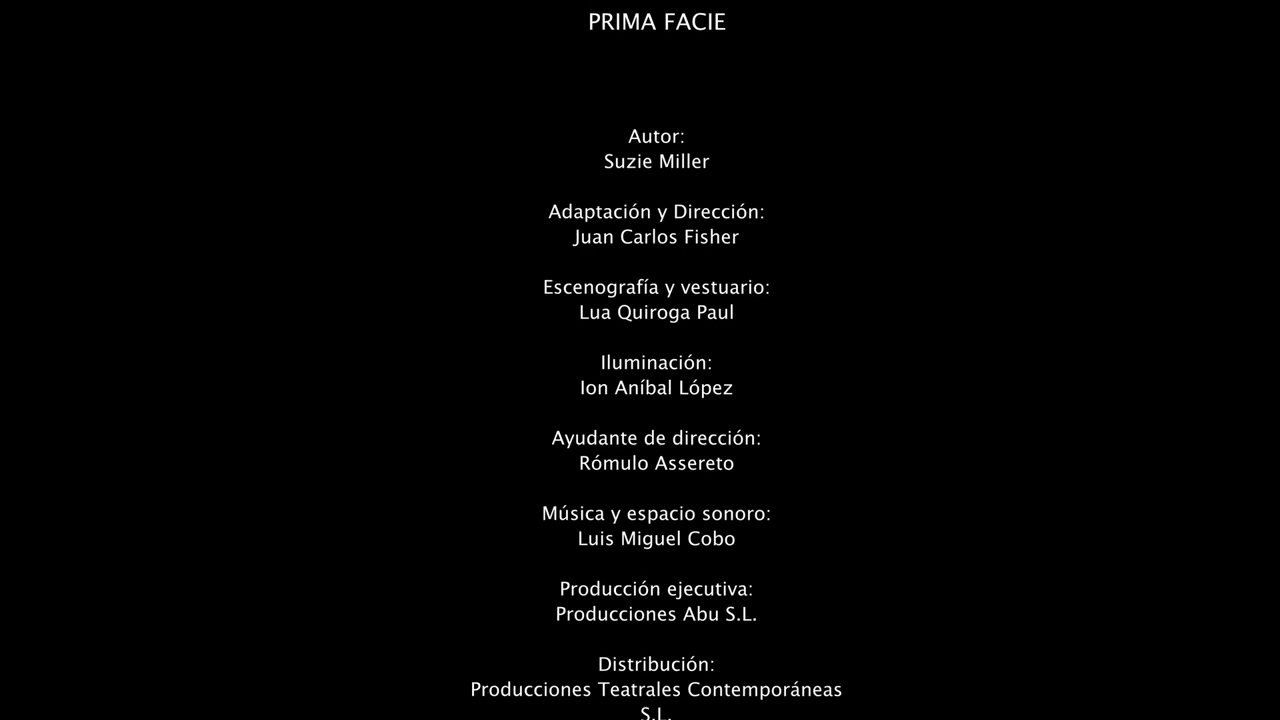 PRIMA FACIE
Autor:
Suzie Miller
Adaptación y Dirección:
Juan Carlos Fisher
Escenografía y vestuario:
Lua Quiroga Paul
Iluminación:
Ion Aníbal López
Ayudante de dirección:
Rómulo Assereto
Música y espacio sonoro:
Luis Miguel Cobo
Producción ejecutiva:
Producciones Abu S.L.
Distribución:
Producciones Teatrales Contemporáneas
S.L.